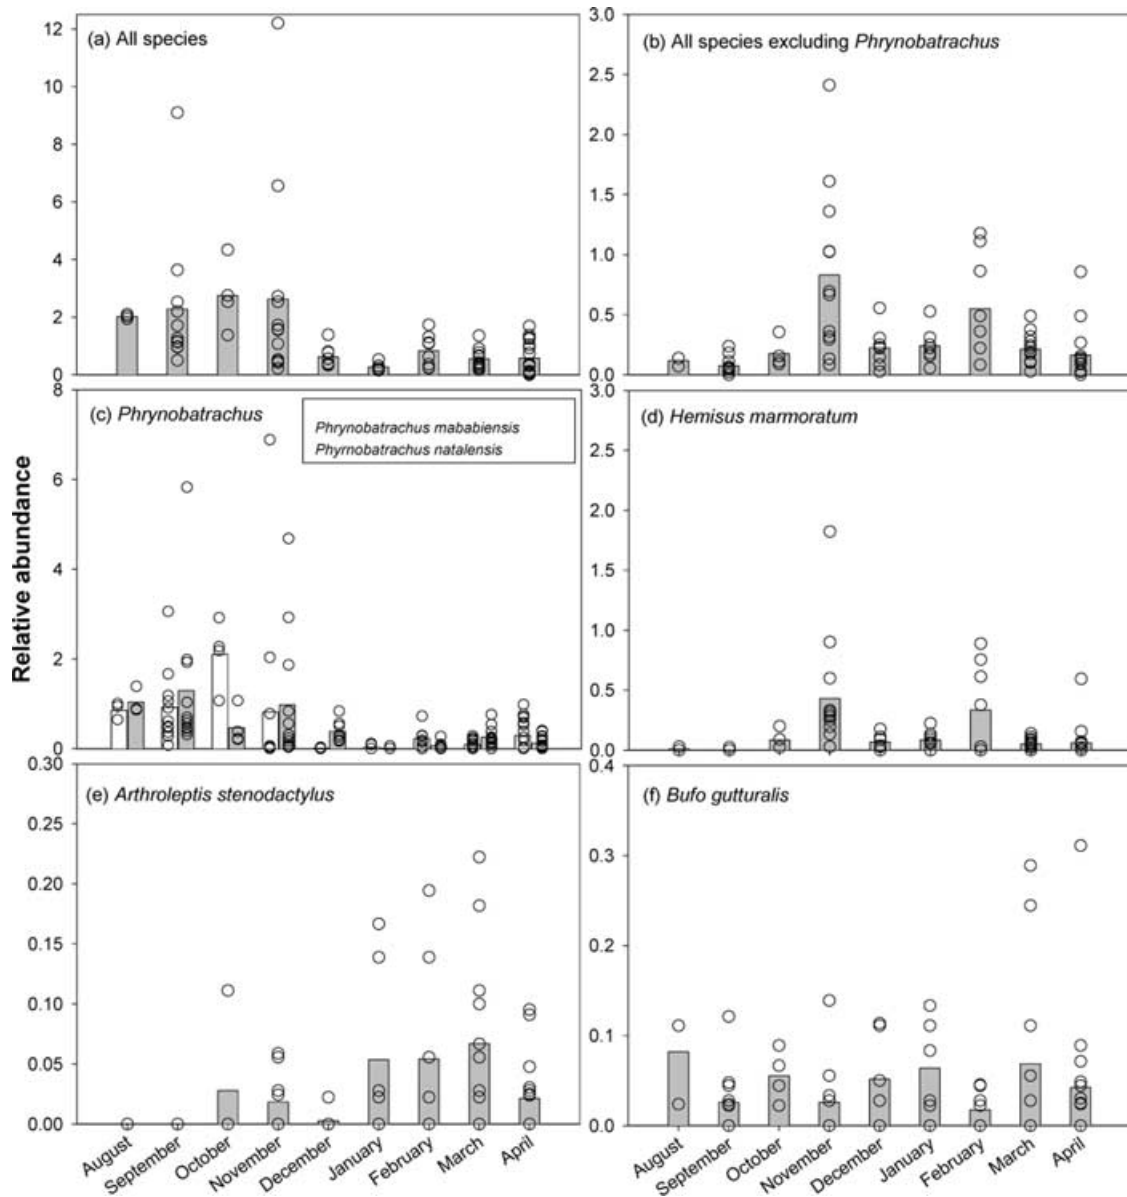 (a) All species
12
10
8
6
4
2
0
(b) All species excluding Phrynobatrachus
3.0
2.5
2.0
1.5
1.0
0.5
0.0
(c) Phrynobatrachus
Phrynobatrachus mababiensis
Phyrnobatrachus natalensis
8
6
4
2
0
(d) Hemisus marmoratum
3.0
2.5
2.0
1.5
1.0
0.5
0.0
Relative abundance
(e) Arthroleptis stenodactylus
0.30
0.25
0.20
0.15
0.10
0.05
0.00
August
September
October
November
December
January
February
March
April
(f) Bufo gutturalis
0.4
0.3
0.2
0.1
0.0
August
September
October
November
December
January
February
March
April